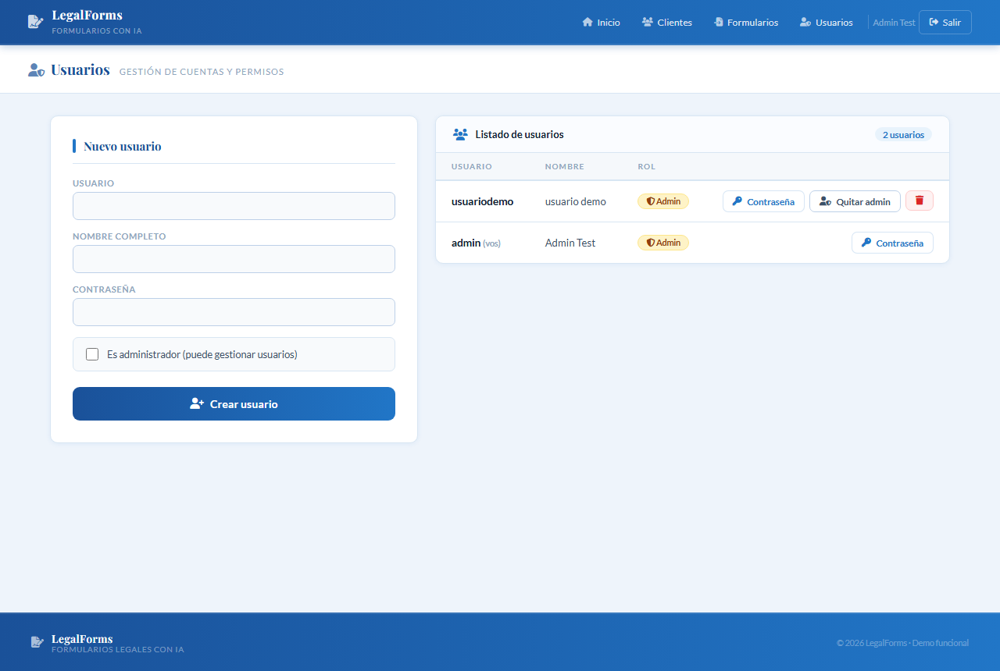 LegalForms
FORMULARIOS CON IA
Inicio
Clientes
Formularios
Usuarios
Admin Test
Salir
Usuarios
GESTIÓN DE CUENTAS Y PERMISOS
Nuevo usuario
USUARIO
NOMBRE COMPLETO
CONTRASEÑA
Es administrador (puede gestionar usuarios)
Crear usuario
Listado de usuarios
2 usuarios
USUARIO NOMBRE ROL
usuariodemo usuario demo Admin Contraseña Quitar admin
admin (vos) Admin Test Admin Contraseña
LegalForms
FORMULARIOS LEGALES CON IA
© 2026 LegalForms · Demo funcional